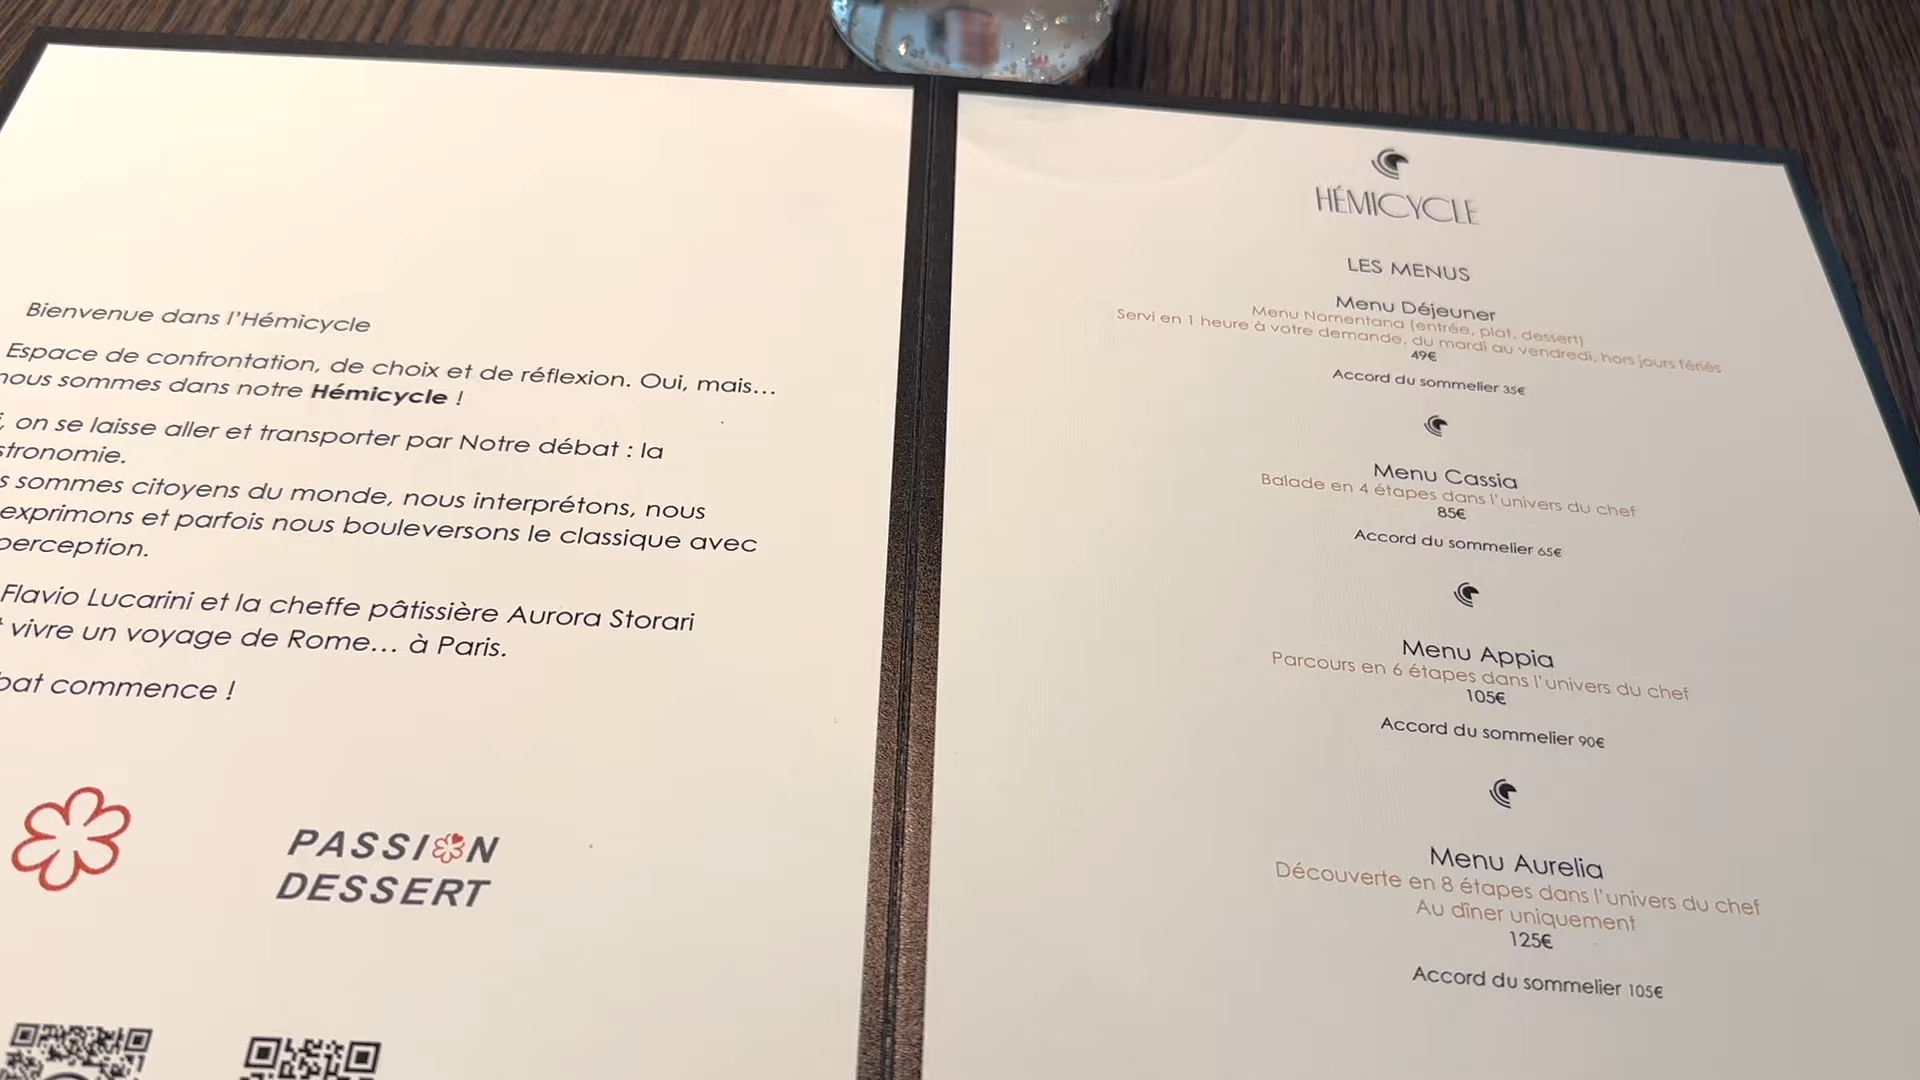 Bienvenue dans l'Hémicycle
Espace de confrontation, de choix et de réflexion. Oui, mais...
nous sommes dans notre Hémicycle !
on se laisse aller et transporter par Notre débat : la
sommes citoyens du monde, nous interprétons, nous
exprimons et parfois nous bouleversons le classique avec
perception.
Flavio Lucarini et la cheffe pâtissière Aurora Storari
vivre un voyage de Rome... à Paris.
commence !
PASSION
DESSERT
HÉMICYCLE
LES MENUS
Menu Déjeuner
Menu Nomentana (entrée, plat, dessert)
Servi en 1 heure à votre demande, du mardi au vendredi, hors jours fériés
49€
Accord du sommelier 35€
Menu Cassia
Balade en 4 étapes dans l'univers du chef
85€
Accord du sommelier 65€
Menu Appia
Parcours en 6 étapes dans l'univers du chef
105€
Accord du sommelier 90€
Menu Aurelia
Découverte en 8 étapes dans l'univers du chef
Au dîner uniquement
125€
Accord du sommelier 105€